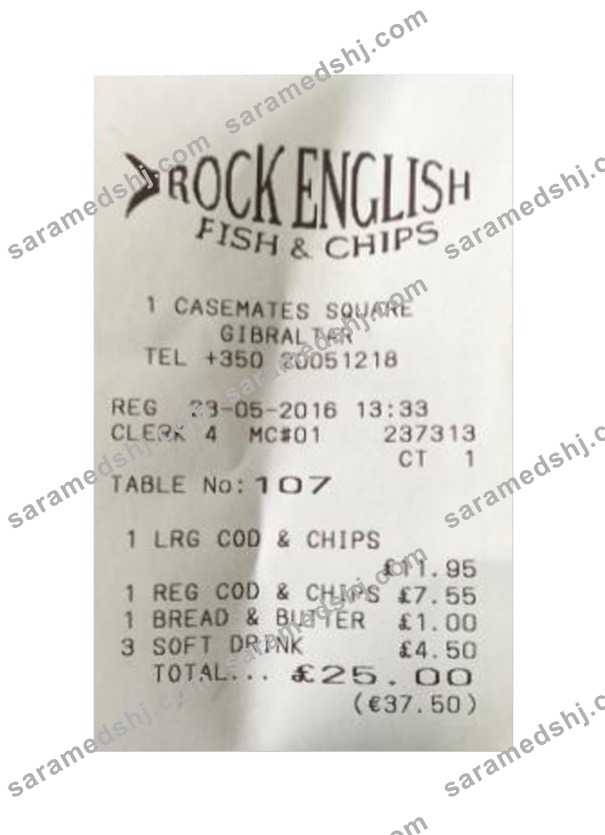 ROCK ENGLISH
FISH & CHIPS
1 CASEMATES SQUARE
GIBRALTAR
TEL +350 20051218
REG 23-05-2016 13:33
CLERK 4 MC#01 237313
CT 1
TABLE No: 107
1 LRG COD & CHIPS
£11.95
1 REG COD & CHIPS £7.55
1 BREAD & BUTTER £1.00
3 SOFT DRINK £4.50
TOTAL... £25.00
(€37.50)
saramedshj.com